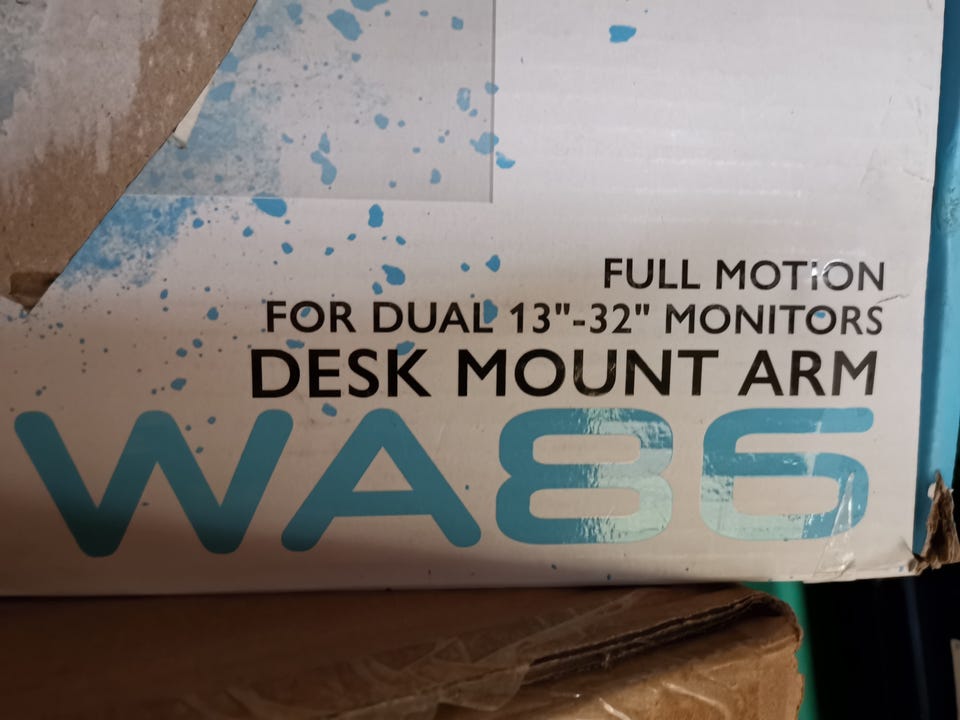 FULL MOTION
FOR DUAL 13"-32" MONITORS
DESK MOUNT ARM
WA86